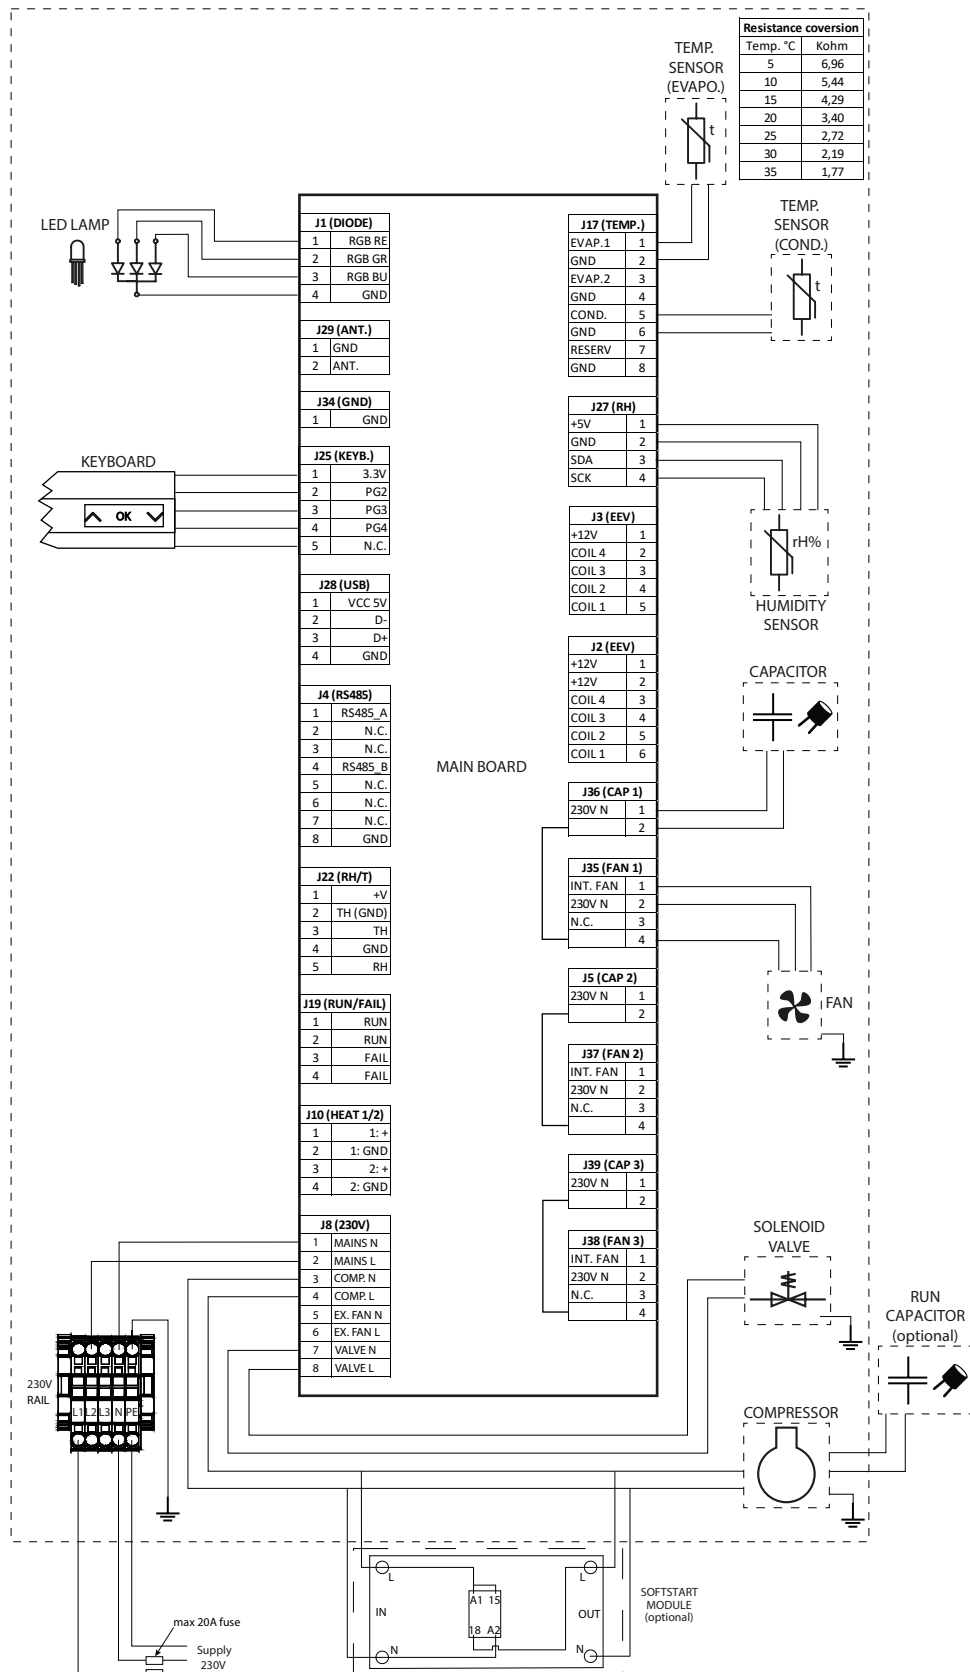 Resistance coversion
Temp. °C Kohm
5 6,96
10 5,44
15 4,29
20 3,40
25 2,72
30 2,19
35 1,77
TEMP.
SENSOR
(EVAPO.)
t
TEMP.
SENSOR
(COND.)
t
LED LAMP
J1 (DIODE)
1 RGB RE
2 RGB GR
3 RGB BU
4 GND
J29 (ANT.)
1 GND
2 ANT.
J34 (GND)
1 GND
KEYBOARD
OK
J25 (KEYB.)
1 3.3V
2 PG2
3 PG3
4 PG4
5 N.C.
J28 (USB)
1 VCC 5V
2 D-
3 D+
4 GND
J4 (RS485)
1 RS485_A
2 N.C.
3 N.C.
4 RS485_B
5 N.C.
6 N.C.
7 N.C.
8 GND
J22 (RH/T)
1 +V
2 TH (GND)
3 TH
4 GND
5 RH
J19 (RUN/FAIL)
1 RUN
2 RUN
3 FAIL
4 FAIL
J10 (HEAT 1/2)
1 1: +
2 1: GND
3 2: +
4 2: GND
J8 (230V)
1 MAINS N
2 MAINS L
3 COMP. N
4 COMP. L
5 EX. FAN N
6 EX. FAN L
7 VALVE N
8 VALVE L
MAIN BOARD
J17 (TEMP.)
EVAP.1 1
GND 2
EVAP.2 3
GND 4
COND. 5
GND 6
RESERV 7
GND 8
J27 (RH)
+5V 1
GND 2
SDA 3
SCK 4
rH%
HUMIDITY
SENSOR
J3 (EEV)
+12V 1
COIL 4 2
COIL 3 3
COIL 2 4
COIL 1 5
J2 (EEV)
+12V 1
+12V 2
COIL 4 3
COIL 3 4
COIL 2 5
COIL 1 6
CAPACITOR
J36 (CAP 1)
230V N 1
2
J35 (FAN 1)
INT. FAN 1
230V N 2
N.C. 3
4
FAN
J5 (CAP 2)
230V N 1
2
J37 (FAN 2)
INT. FAN 1
230V N 2
N.C. 3
4
J39 (CAP 3)
230V N 1
2
J38 (FAN 3)
INT. FAN 1
230V N 2
N.C. 3
4
SOLENOID
VALVE
RUN
CAPACITOR
(optional)
COMPRESSOR
230V
RAIL
L1 L2 L3 N PE
max 20A fuse
Supply
230V
L L
IN OUT
N N
A1 15
18 A2
SOFTSTART
MODULE
(optional)